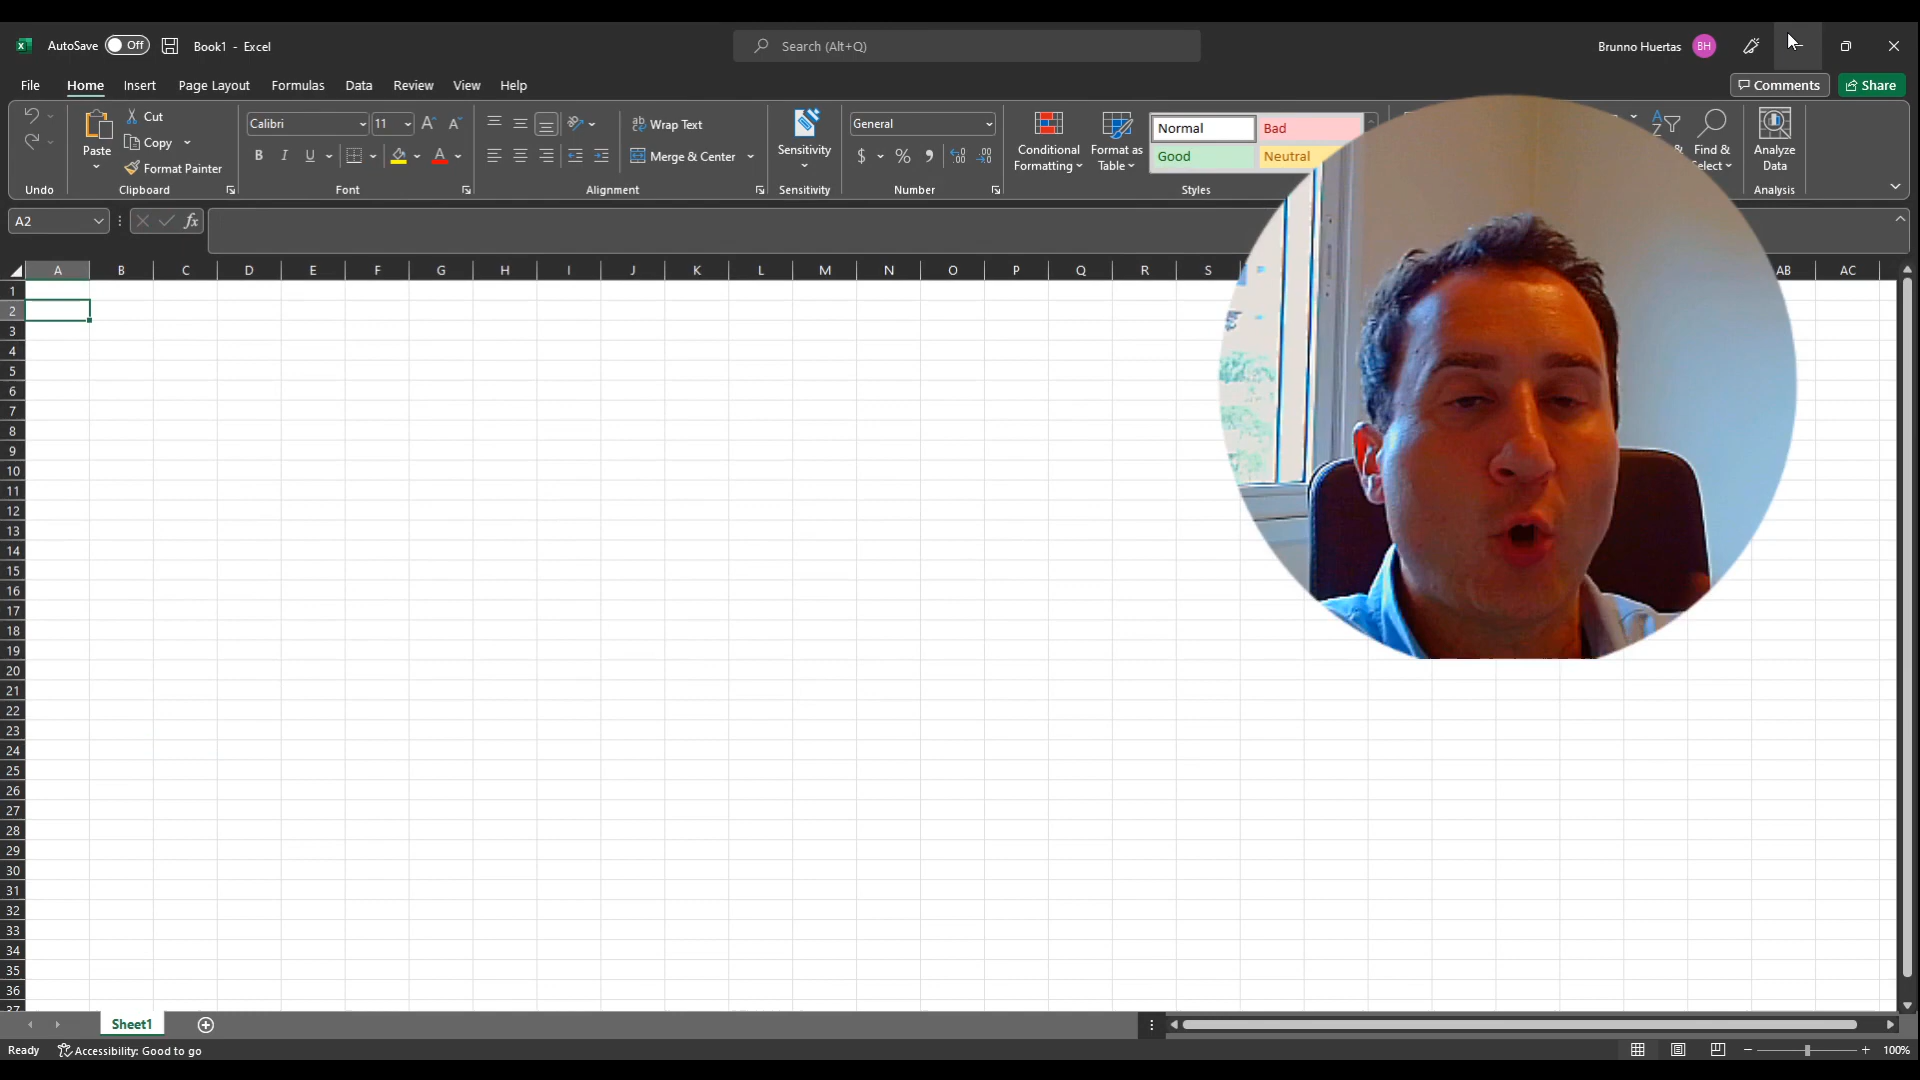 AutoSave Off Book1 - Excel Search (Alt+Q) Brunno Huertas BH
File Home Insert Page Layout Formulas Data Review View Help Comments Share
Paste Cut Copy Format Painter
Calibri 11 B I U A
Wrap Text Merge & Center
Sensitivity
General $ %
Conditional Formatting Format as Table
Normal Bad
Good Neutral
Find & Analyze Data
Undo Clipboard Font Alignment Sensitivity Number Styles Analysis
A2 fx
A B C D E F G H I J K L M N O P Q R S AB AC
1
2
3
4
5
6
7
8
9
10
11
12
13
14
15
16
17
18
19
20
21
22
23
24
25
26
27
28
29
30
31
32
33
34
35
36
37
Sheet1
Ready Accessibility: Good to go 100%